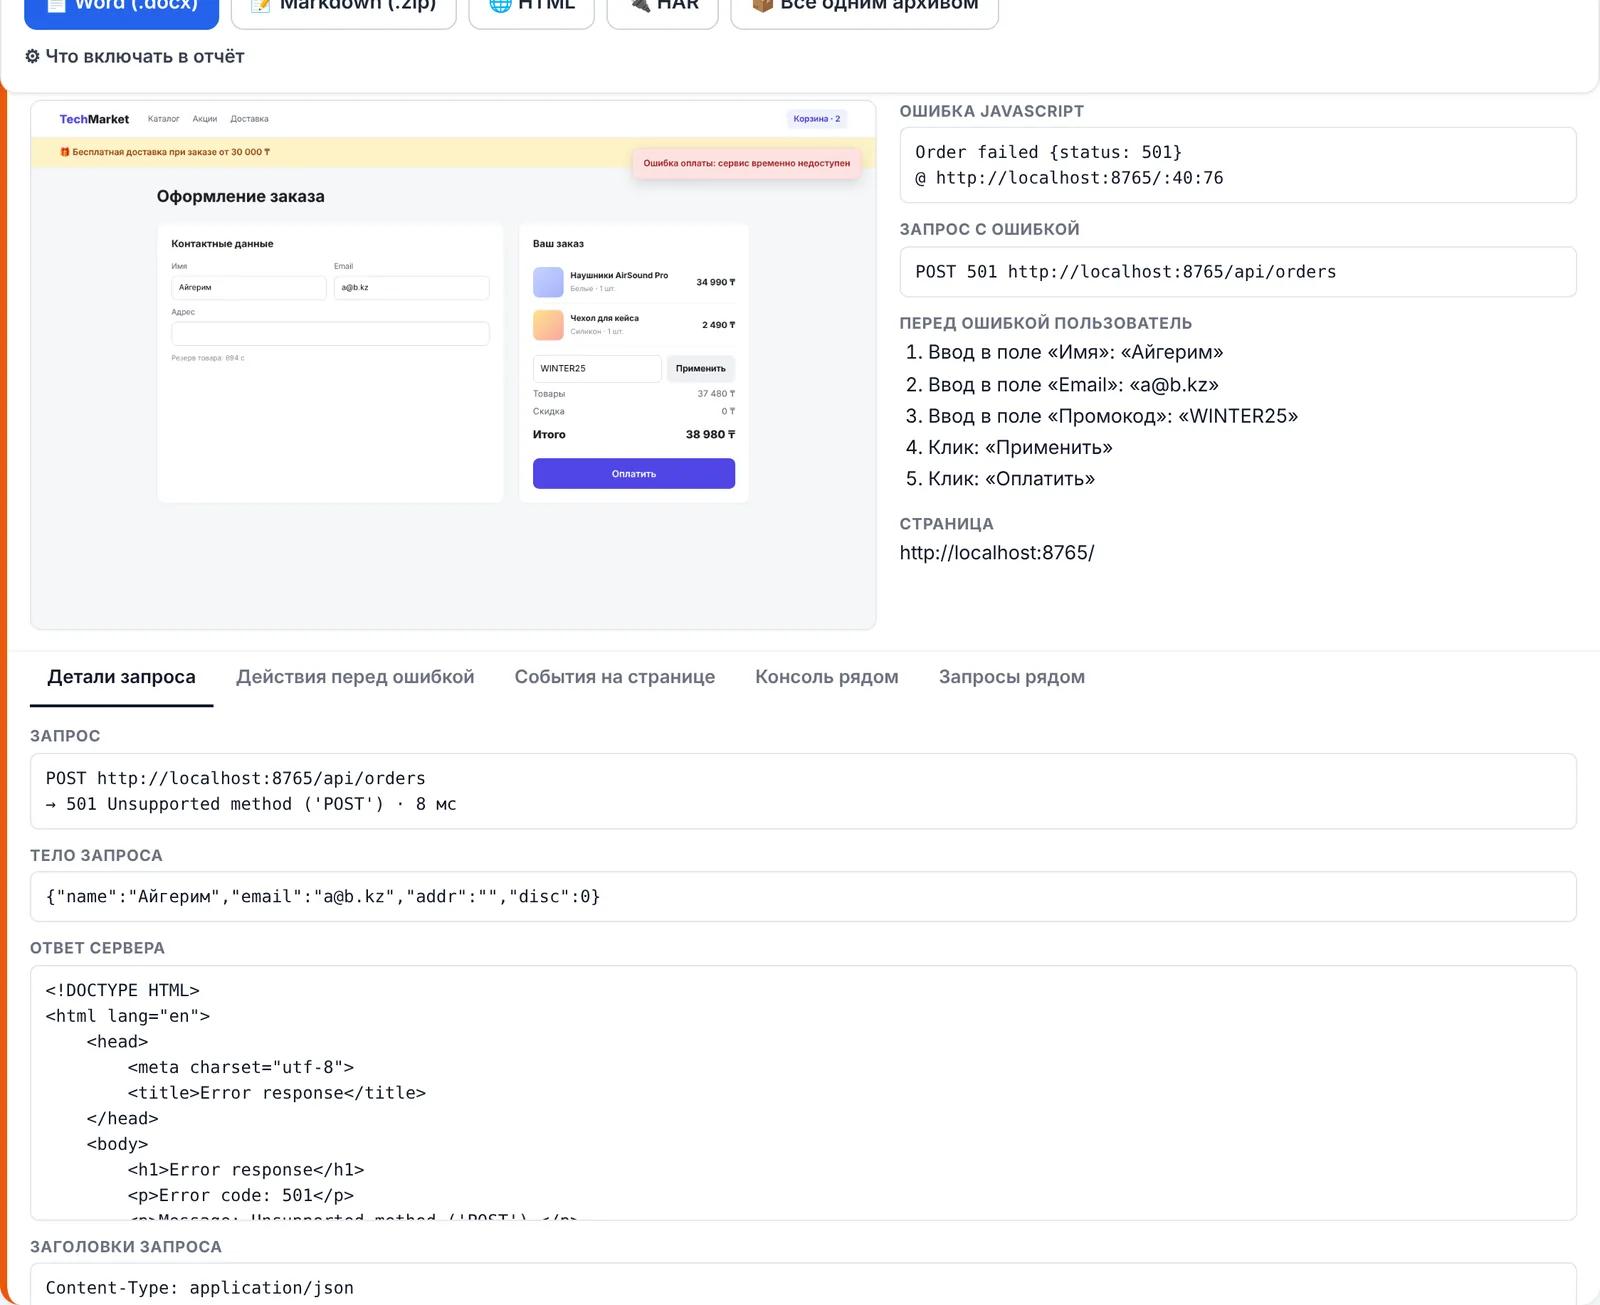 Word (.docx)
Markdown (.zip)
HTML
HAR
Все одним архивом
Что включать в отчёт
TechMarket
Каталог
Акции
Доставка
Корзина · 2
Бесплатная доставка при заказе от 30 000 ₸
Ошибка оплаты: сервис временно недоступен
Оформление заказа
Контактные данные
Имя
Email
Айгерим
a@b.kz
Адрес
Резерв товара: 894 с
Ваш заказ
Наушники AirSound Pro
Белые · 1 шт.
34 990 ₸
Чехол для кейса
Силикон · 1 шт.
2 490 ₸
WINTER25
Применить
Товары
37 480 ₸
Скидка
0 ₸
Итого
38 980 ₸
Оплатить
ОШИБКА JAVASCRIPT
Order failed {status: 501}
@ http://localhost:8765/:40:76
ЗАПРОС С ОШИБКОЙ
POST 501 http://localhost:8765/api/orders
ПЕРЕД ОШИБКОЙ ПОЛЬЗОВАТЕЛЬ
1. Ввод в поле «Имя»: «Айгерим»
2. Ввод в поле «Email»: «a@b.kz»
3. Ввод в поле «Промокод»: «WINTER25»
4. Клик: «Применить»
5. Клик: «Оплатить»
СТРАНИЦА
http://localhost:8765/
Детали запроса
Действия перед ошибкой
События на странице
Консоль рядом
Запросы рядом
ЗАПРОС
POST http://localhost:8765/api/orders
→ 501 Unsupported method ('POST') · 8 мс
ТЕЛО ЗАПРОСА
{"name":"Айгерим","email":"a@b.kz","addr":"","disc":0}
ОТВЕТ СЕРВЕРА
<!DOCTYPE HTML>
<html lang="en">
    <head>
        <meta charset="utf-8">
        <title>Error response</title>
    </head>
    <body>
        <h1>Error response</h1>
        <p>Error code: 501</p>
        <p>Message: Unsupported method ('POST').</p>
ЗАГОЛОВКИ ЗАПРОСА
Content-Type: application/json